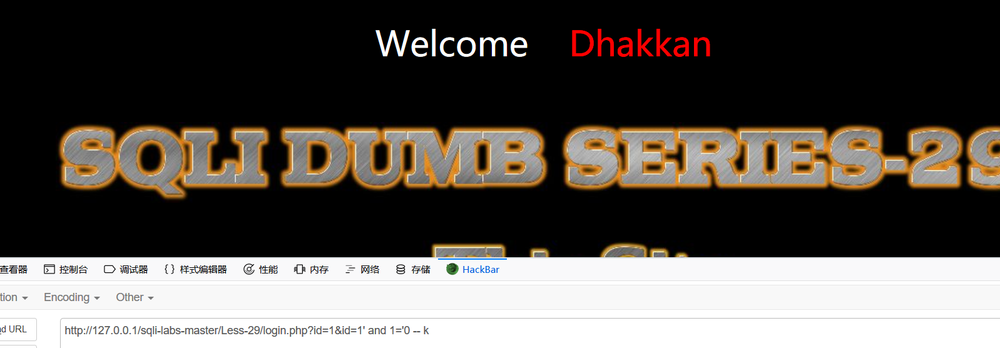 Welcome Dhakkan
SQLI DUMB SERIES-29
查看器 控制台 调试器 {} 样式编辑器 性能 内存 网络 存储 HackBar
Encoding Other
URL
http://127.0.0.1/sqli-labs-master/Less-29/login.php?id=1&id=1' and 1='0 -- k